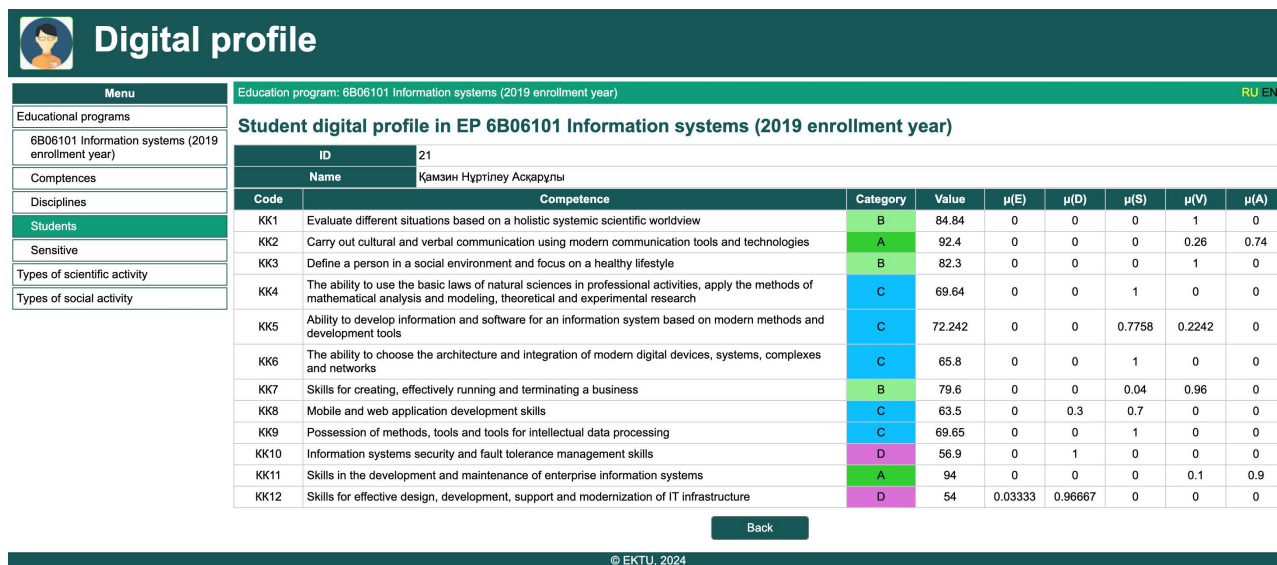 Digital profile
Menu
Educational programs
6B06101 Information systems (2019
enrollment year)
Comptences
Disciplines
Students
Sensitive
Types of scientific activity
Types of social activity
Education program: 6B06101 Information systems (2019 enrollment year)
RU EN
Student digital profile in EP 6B06101 Information systems (2019 enrollment year)
ID 21
Name Қамзин Нұртілеу Асқарұлы
Code Competence Category Value μ(E) μ(D) μ(S) μ(V) μ(A)
КК1 Evaluate different situations based on a holistic systemic scientific worldview B 84.84 0 0 0 1 0
КК2 Carry out cultural and verbal communication using modern communication tools and technologies A 92.4 0 0 0 0.26 0.74
КК3 Define a person in a social environment and focus on a healthy lifestyle B 82.3 0 0 0 1 0
КК4 The ability to use the basic laws of natural sciences in professional activities, apply the methods of
mathematical analysis and modeling, theoretical and experimental research C 69.64 0 0 1 0 0
КК5 Ability to develop information and software for an information system based on modern methods and
development tools C 72.242 0 0 0.7758 0.2242 0
КК6 The ability to choose the architecture and integration of modern digital devices, systems, complexes
and networks C 65.8 0 0 1 0 0
КК7 Skills for creating, effectively running and terminating a business B 79.6 0 0 0.04 0.96 0
КК8 Mobile and web application development skills C 63.5 0 0.3 0.7 0 0
КК9 Possession of methods, tools and tools for intellectual data processing C 69.65 0 0 1 0 0
КК10 Information systems security and fault tolerance management skills D 56.9 0 1 0 0 0
КК11 Skills in the development and maintenance of enterprise information systems A 94 0 0 0 0.1 0.9
КК12 Skills for effective design, development, support and modernization of IT infrastructure D 54 0.03333 0.96667 0 0 0
Back
© EKTU, 2024